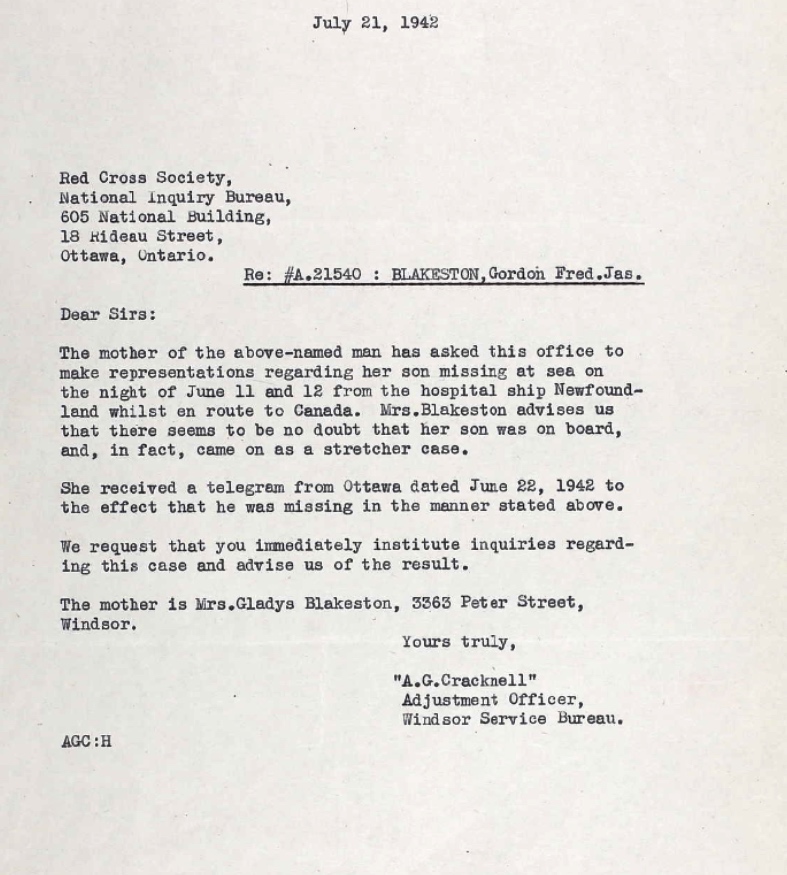 July 21, 1942
Red Cross Society,
National Inquiry Bureau,
605 National Building,
18 Rideau Street,
Ottawa, Ontario.
Re: #A.21540 : BLAKESTON,Gordon Fred.Jas.
Dear Sirs:
The mother of the above-named man has asked this office to
make representations regarding her son missing at sea on
the night of June 11 and 12 from the hospital ship Newfound-
land whilst en route to Canada. Mrs.Blakeston advises us
that there seems to be no doubt that her son was on board,
and, in fact, came on as a stretcher case.
She received a telegram from Ottawa dated June 22, 1942 to
the effect that he was missing in the manner stated above.
We request that you immediately institute inquiries regard-
ing this case and advise us of the result.
The mother is Mrs.Gladys Blakeston, 3363 Peter Street,
Windsor.
Yours truly,
"A.G.Cracknell"
Adjustment Officer,
Windsor Service Bureau.
AGC:H